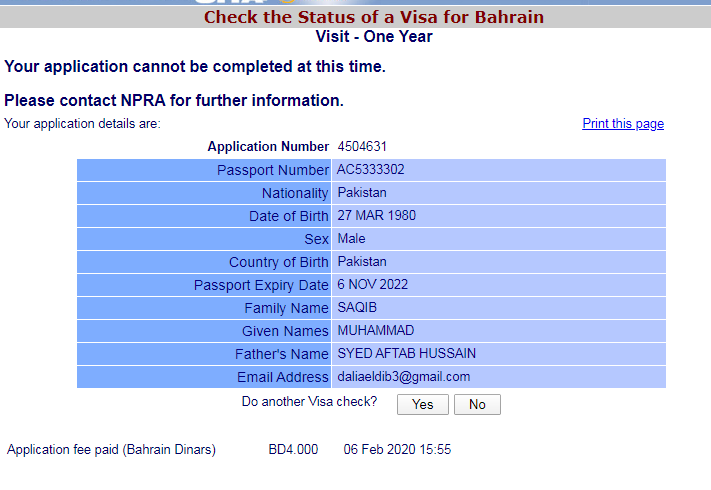 Check the Status of a Visa for Bahrain
Visit - One Year
Your application cannot be completed at this time.
Please contact NPRA for further information.
Your application details are: Print this page
Application Number 4504631
Passport Number AC5333302
Nationality Pakistan
Date of Birth 27 MAR 1980
Sex Male
Country of Birth Pakistan
Passport Expiry Date 6 NOV 2022
Family Name SAQIB
Given Names MUHAMMAD
Father's Name SYED AFTAB HUSSAIN
Email Address daliaeldib3@gmail.com
Do another Visa check? Yes No
Application fee paid (Bahrain Dinars) BD4.000 06 Feb 2020 15:55